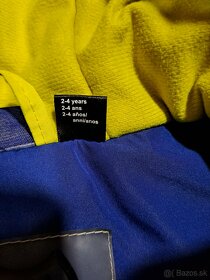 2-4 years
2-4 ans
2-4 años/
anni/anos
Bazos.sk